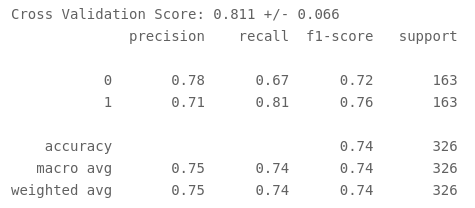 Cross Validation Score: 0.811 +/- 0.066
              precision    recall  f1-score   support

           0       0.78      0.67      0.72       163
           1       0.71      0.81      0.76       163

    accuracy                           0.74       326
   macro avg       0.75      0.74      0.74       326
weighted avg       0.75      0.74      0.74       326